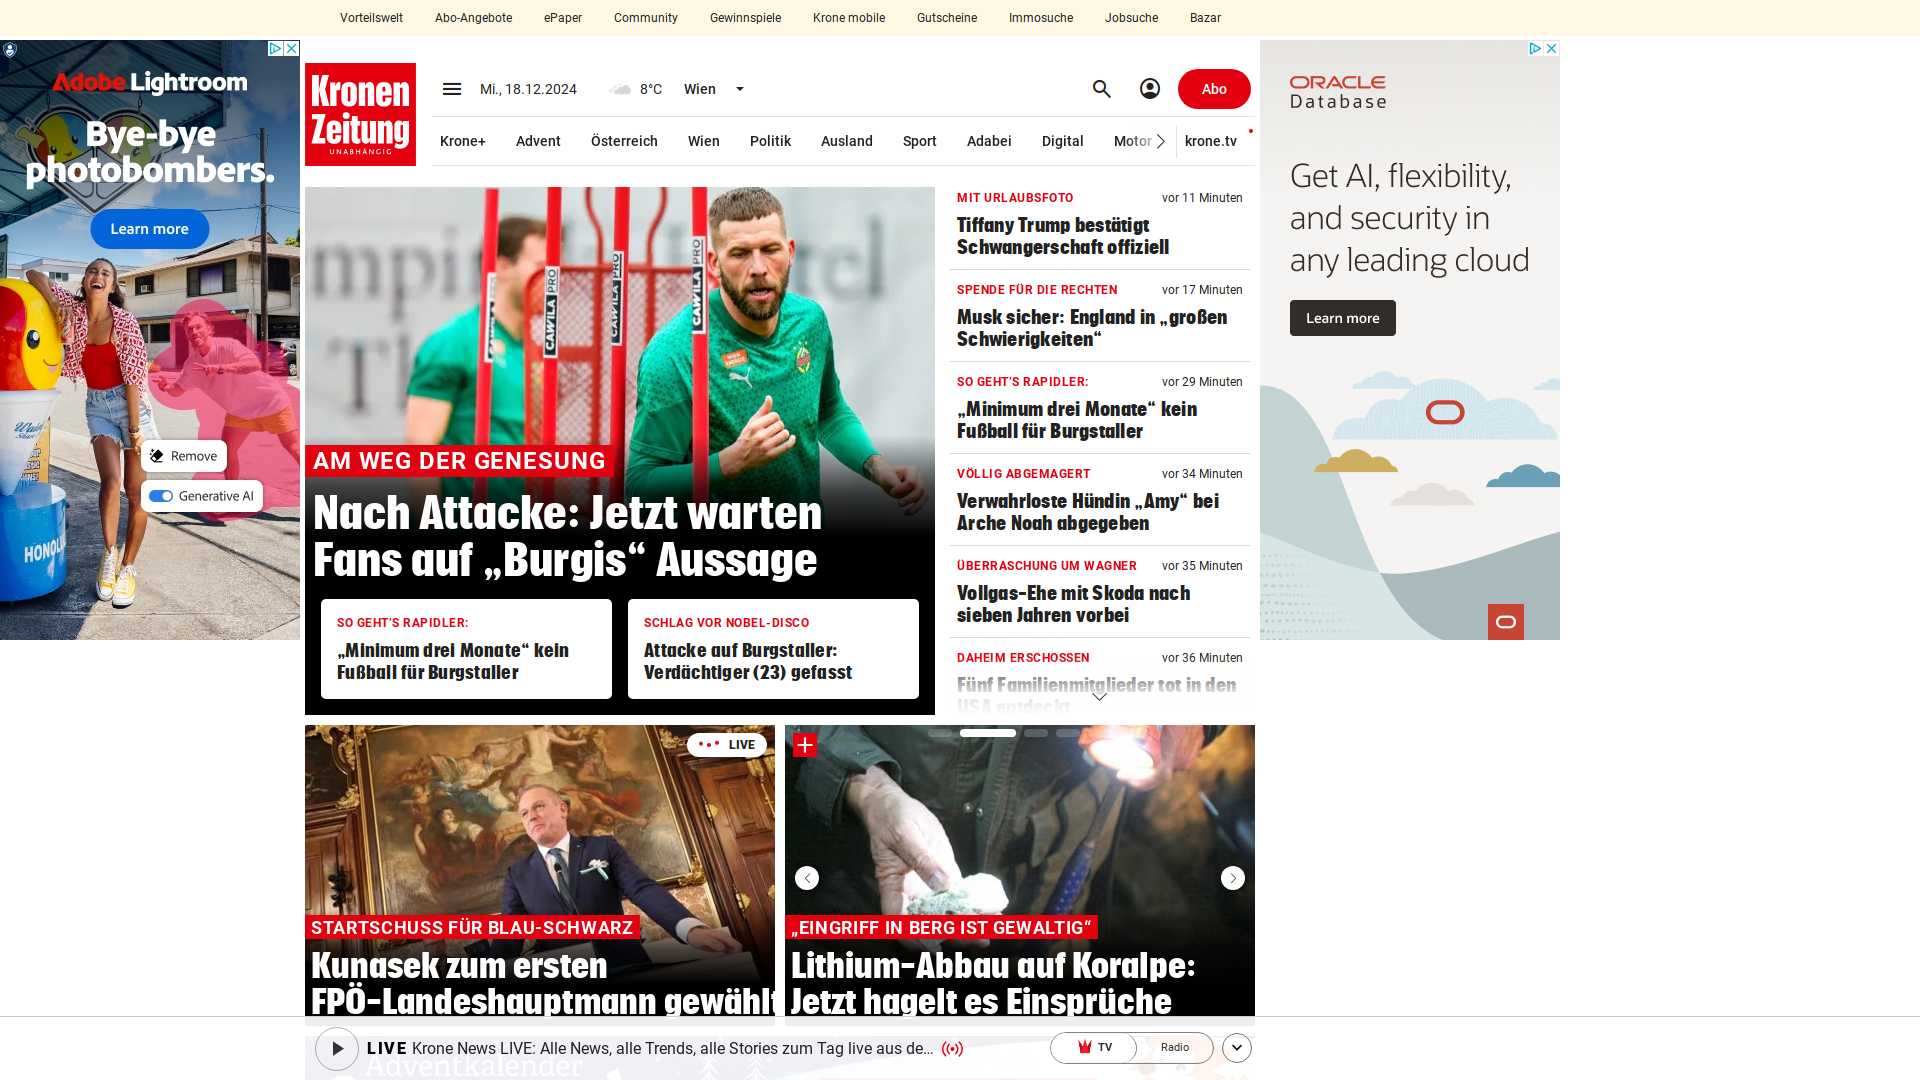 Vorteilswelt Abo-Angebote ePaper Community Gewinnspiele Krone mobile Gutscheine Immosuche Jobsuche Bazar
Adobe Lightroom
Bye-bye
photobombers.
Learn more
Remove
Generative AI
HONOL
Kronen
Zeitung
UNABHÄNGIG
Mi., 18.12.2024 8°C Wien
Abo
Krone+ Advent Österreich Wien Politik Ausland Sport Adabei Digital Motor krone.tv
CAWILA PRO
CAWILA PRO
CAWILA PRO
AM WEG DER GENESUNG
Nach Attacke: Jetzt warten
Fans auf „Burgis“ Aussage
SO GEHT'S RAPIDLER:
„Minimum drei Monate“ kein
Fußball für Burgstaller
SCHLAG VOR NOBEL-DISCO
Attacke auf Burgstaller:
Verdächtiger (23) gefasst
MIT URLAUBSFOTO vor 11 Minuten
Tiffany Trump bestätigt
Schwangerschaft offiziell
SPENDE FÜR DIE RECHTEN vor 17 Minuten
Musk sicher: England in „großen
Schwierigkeiten“
SO GEHT'S RAPIDLER: vor 29 Minuten
„Minimum drei Monate“ kein
Fußball für Burgstaller
VÖLLIG ABGEMAGERT vor 34 Minuten
Verwahrloste Hündin „Amy“ bei
Arche Noah abgegeben
ÜBERRASCHUNG UM WAGNER vor 35 Minuten
Vollgas-Ehe mit Skoda nach
sieben Jahren vorbei
DAHEIM ERSCHOSSEN vor 36 Minuten
Fünf Familienmitglieder tot in den
USA entdeckt
ORACLE
Database
Get AI, flexibility,
and security in
any leading cloud
Learn more
LIVE
STARTSCHUSS FÜR BLAU-SCHWARZ
Kunasek zum ersten
FPÖ-Landeshauptmann gewählt
„EINGRIFF IN BERG IST GEWALTIG“
Lithium-Abbau auf Koralpe:
Jetzt hagelt es Einsprüche
LIVE Krone News LIVE: Alle News, alle Trends, alle Stories zum Tag live aus de...
TV
Radio
Adventkalender